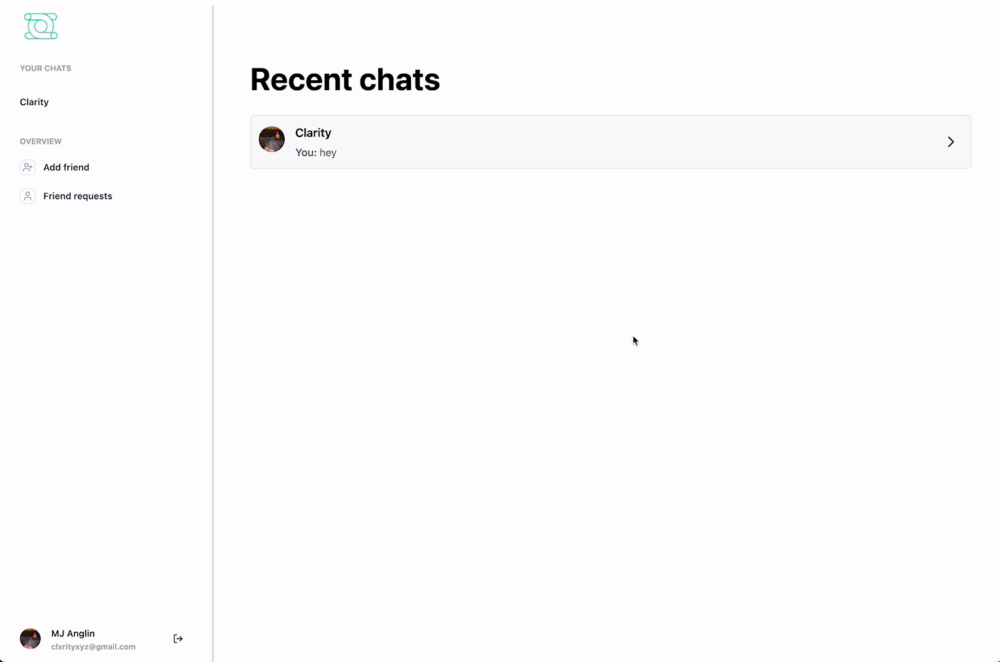 YOUR CHATS
Clarity
OVERVIEW
Add friend
Friend requests
MJ Anglin
clxrityxyz@gmail.com
Recent chats
Clarity
You: hey